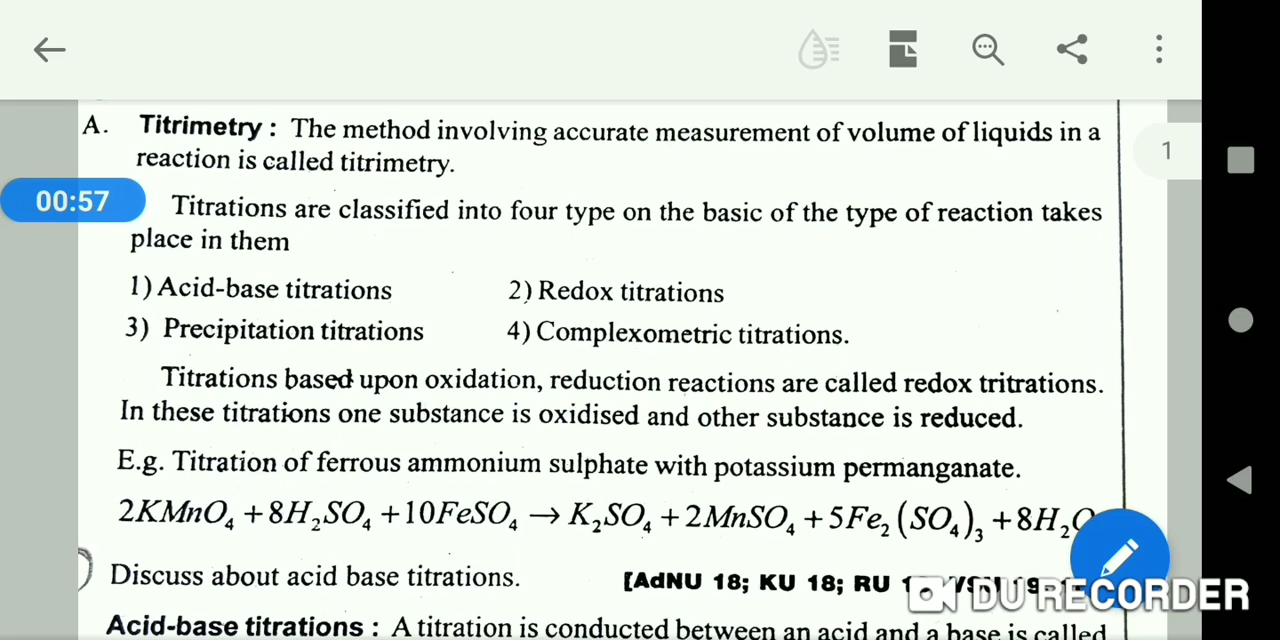 A. Titrimetry : The method involving accurate measurement of volume of liquids in a
reaction is called titrimetry.
1
00:57
Titrations are classified into four type on the basic of the type of reaction takes
place in them
1) Acid-base titrations 2) Redox titrations
3) Precipitation titrations 4) Complexometric titrations.
Titrations based upon oxidation, reduction reactions are called redox tritrations.
In these titrations one substance is oxidised and other substance is reduced.
E.g. Titration of ferrous ammonium sulphate with potassium permanganate.
2KMnO₄ + 8H₂SO₄ + 10FeSO₄ → K₂SO₄ + 2MnSO₄ + 5Fe₂(SO₄)₃ + 8H₂O
Discuss about acid base titrations. [AdNU 18; KU 18; RU
DU RECORDER
Acid-base titrations : A titration is conducted between an acid and a base is called